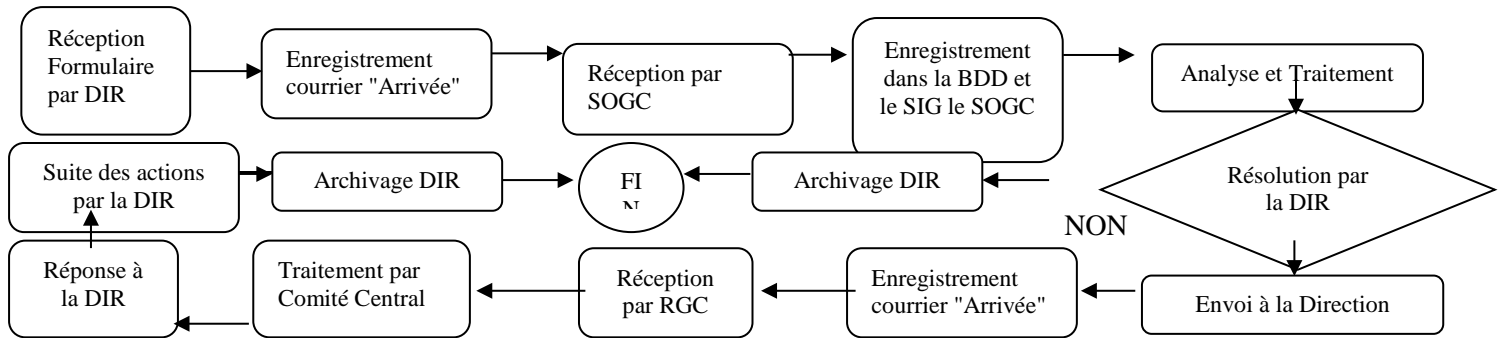 Réception
Formulaire
par DIR
Enregistrement
courrier "Arrivée"
Réception par
SOGC
Enregistrement
dans la BDD et
le SIG le SOGC
Analyse et Traitement
Suite des actions
par la DIR
Archivage DIR
FI
N
Archivage DIR
Résolution par
la DIR
NON
Réponse à
la DIR
Traitement par
Comité Central
Réception
par RGC
Enregistrement
courrier "Arrivée"
Envoi à la Direction